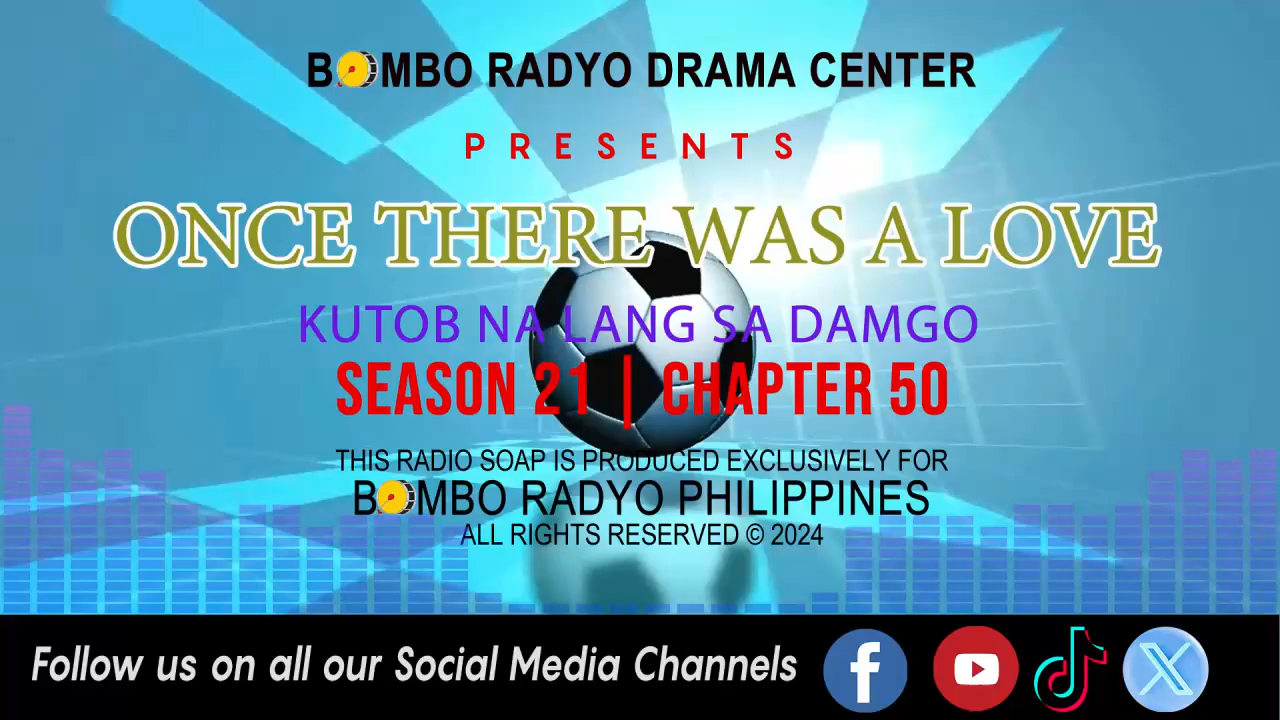 BOMBO RADYO DRAMA CENTER
PRESENTS
ONCE THERE WAS A LOVE
KUTOB NA LANG SA DAMGO
SEASON 21 | CHAPTER 50
THIS RADIO SOAP IS PRODUCED EXCLUSIVELY FOR
BOMBO RADYO PHILIPPINES
ALL RIGHTS RESERVED © 2024
Follow us on all our Social Media Channels